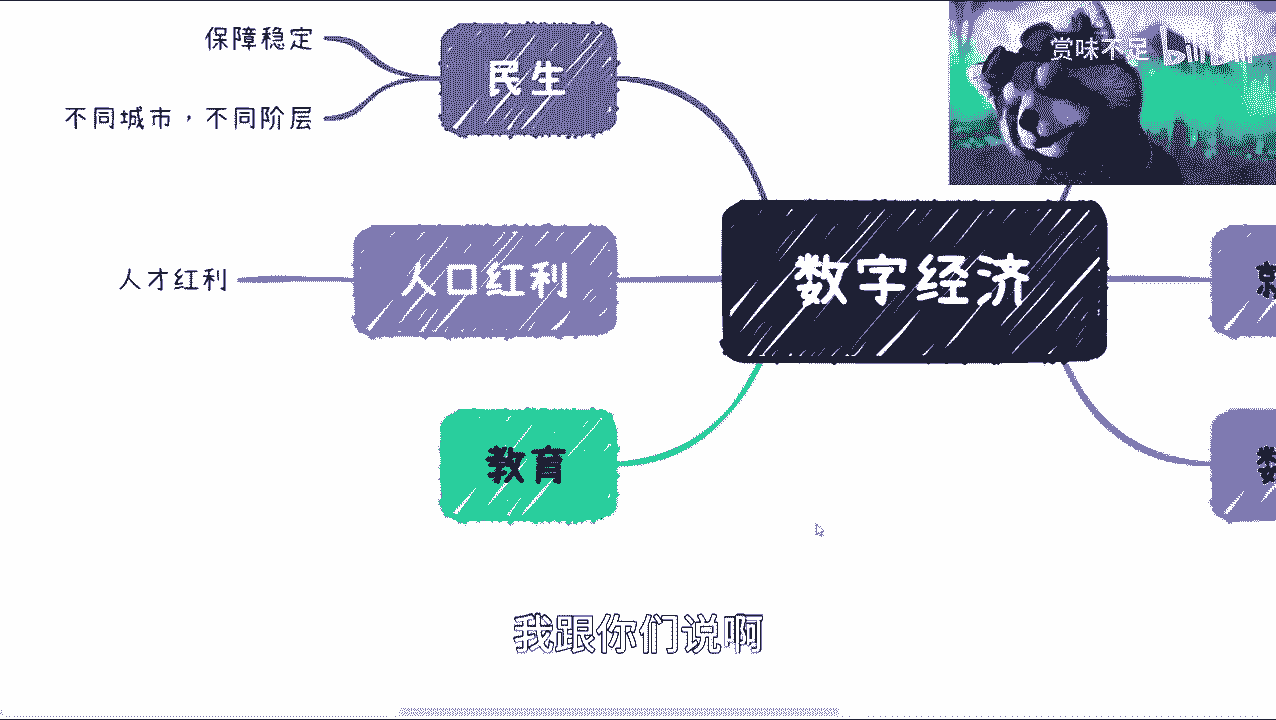 保障稳定
不同城市，不同阶层
民生
赏味不足 bilibili
人才红利
人口红利
数字经济
教育
我跟你们说啊